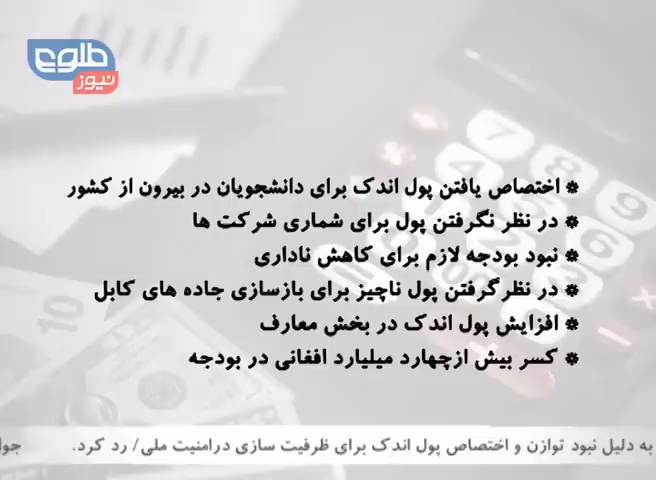 طلوع
نیوز
* اختصاص یافتن پول اندک برای دانشجویان در بیرون از کشور
* در نظر نگرفتن پول برای شماری شرکت ها
* نبود بودجه لازم برای کاهش ناداری
* در نظرگرفتن پول ناچیز برای بازسازی جاده های کابل
* افزایش پول اندک در بخش معارف
* کسر بیش ازچهارد میلیارد افغانی در بودجه
به دلیل نبود توازن و اختصاص پول اندک برای ظرفیت سازی درامنیت ملی/ رد کرد. جوا